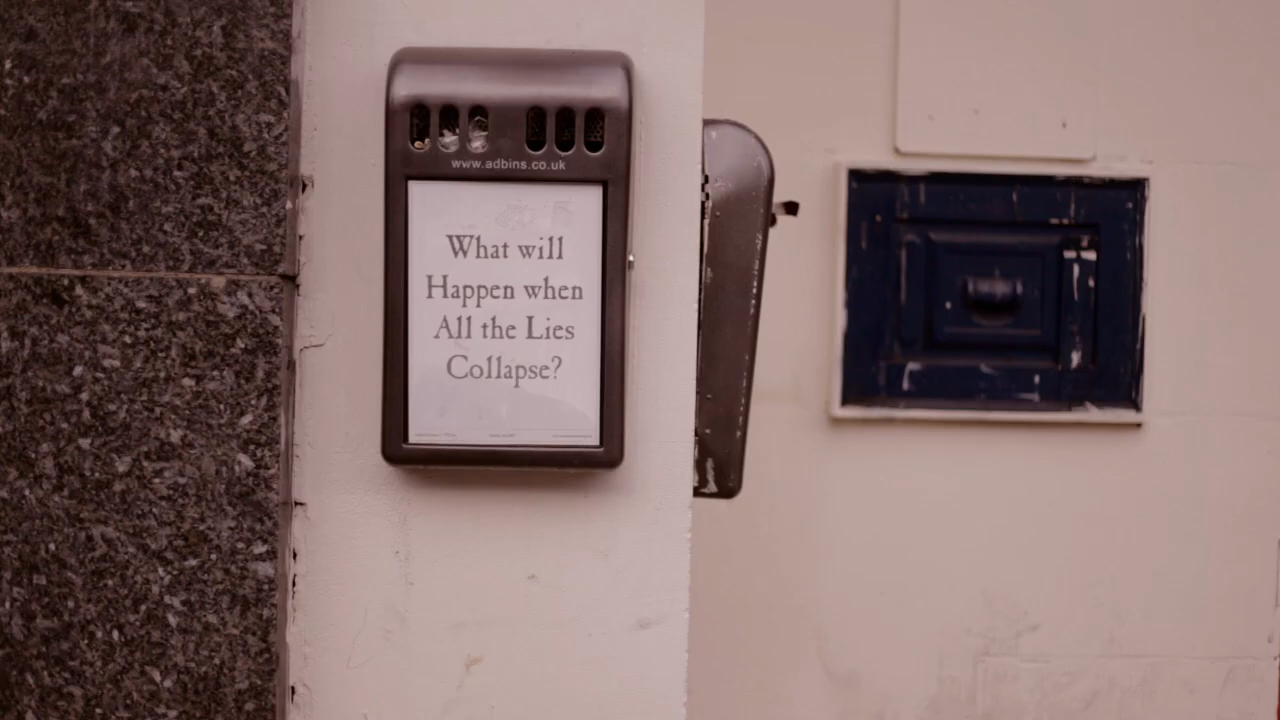 www.adbins.co.uk
What will
Happen when
All the Lies
Collapse?